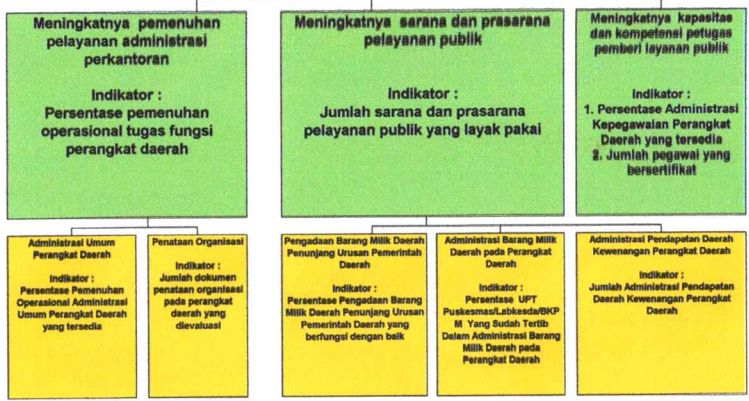 Meningkatnya pemenuhan
pelayanan administrasi
perkantoran
Indikator :
Persentase pemenuhan
operasional tugas fungsi
perangkat daerah
Meningkatnya sarana dan prasarana
pelayanan publik
Indikator :
Jumlah sarana dan prasarana
pelayanan publik yang layak pakai
Meningkatnya kapasitas
dan kompetensi petugas
pemberi layanan publik
Indikator :
1. Persentase Administrasi
Kepegawaian Perangkat
Daerah yang tersedia
2. Jumlah pegawai yang
bersertifikat
Administrasi Umum
Perangkat Daerah
Indikator :
Persentase Pemenuhan
Operasional Administrasi
Umum Perangkat Daerah
yang tersedia
Penataan Organisasi
Indikator :
Jumlah dokumen
penataan organisasi
pada perangkat
daerah yang
dievaluasi
Pengadaan Barang Milik Daerah
Penunjang Urusan Pemerintah
Daerah
Indikator :
Persentase Pengadaan Barang
Milik Daerah Penunjang Urusan
Pemerintah Daerah yang
berfungsi dengan baik
Administrasi Barang Milik
Daerah pada Perangkat
Daerah
Indikator :
Persentase UPT
Puskesmas/Labkesda/BKP
M Yang Sudah Tertib
Dalam Administrasi Barang
Milik Daerah pada
Perangkat Daerah
Administrasi Pendapatan Daerah
Kewenangan Perangkat Daerah
Indikator :
Jumlah Administrasi Pendapatan
Daerah Kewenangan Perangkat
Daerah